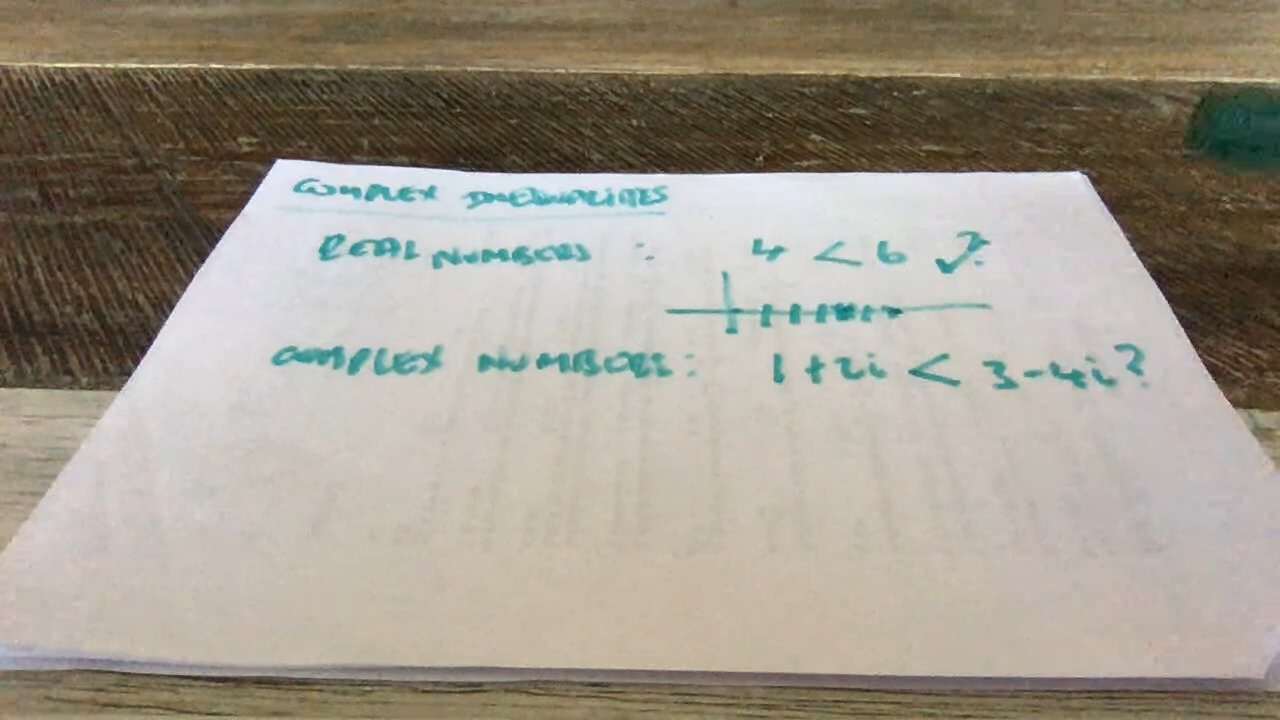 COMPLEX INEQUALITIES
REAL NUMBERS : 4 < 6 ✓?
COMPLEX NUMBERS: 1+2i < 3-4i?